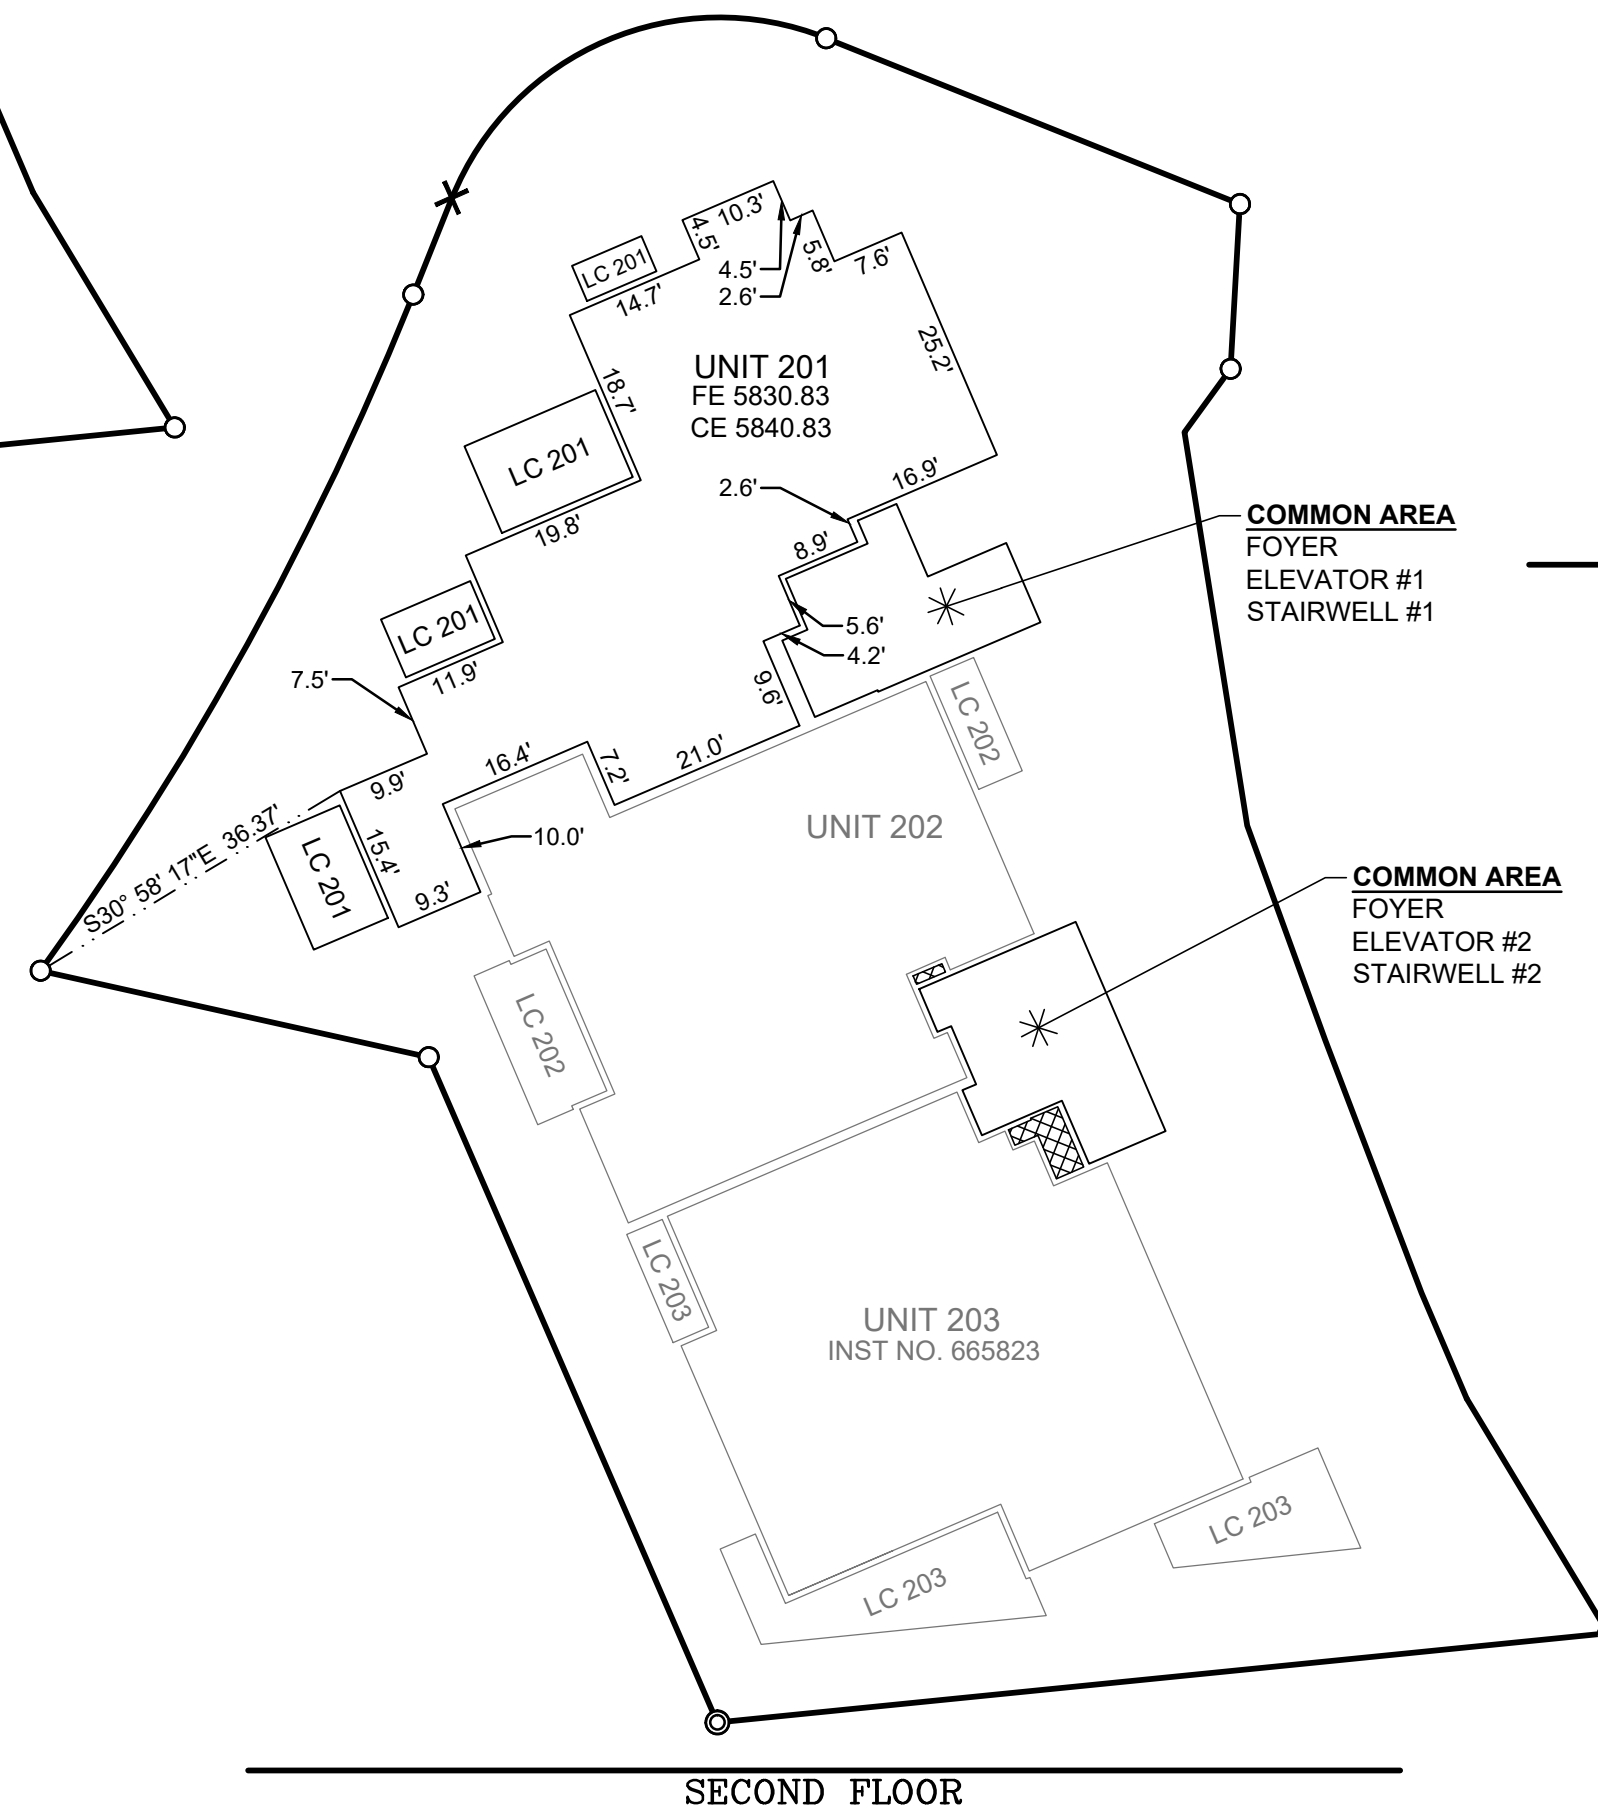 10.3'
4.5'
LC 201
4.5'
5.8'
7.6'
2.6'
14.7'
25.2'
UNIT 201
FE 5830.83
CE 5840.83
18.7'
LC 201
16.9'
2.6'
19.8'
8.9'
COMMON AREA
FOYER
ELEVATOR #1
STAIRWELL #1
LC 201
5.6'
4.2'
7.5'
11.9'
9.6'
LC 202
16.4'
7.2'
21.0'
9.9'
S30° 58' 17"E 36.37'
15.4'
10.0'
UNIT 202
LC 201
9.3'
COMMON AREA
FOYER
ELEVATOR #2
STAIRWELL #2
LC 202
LC 203
UNIT 203
INST NO. 665823
LC 203
LC 203
SECOND FLOOR